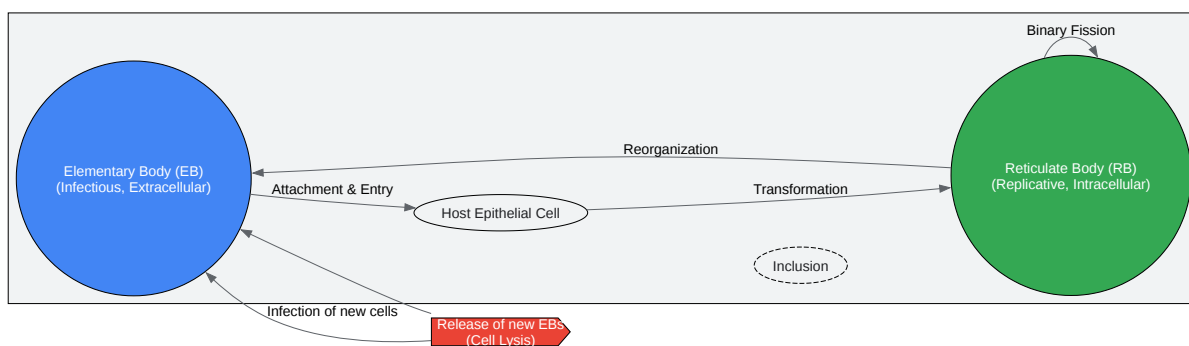 Binary Fission
Elementary Body (EB)
(Infectious, Extracellular)
Reorganization
Reticulate Body (RB)
(Replicative, Intracellular)
Attachment & Entry
Transformation
Host Epithelial Cell
Inclusion
Infection of new cells
Release of new EBs
(Cell Lysis)